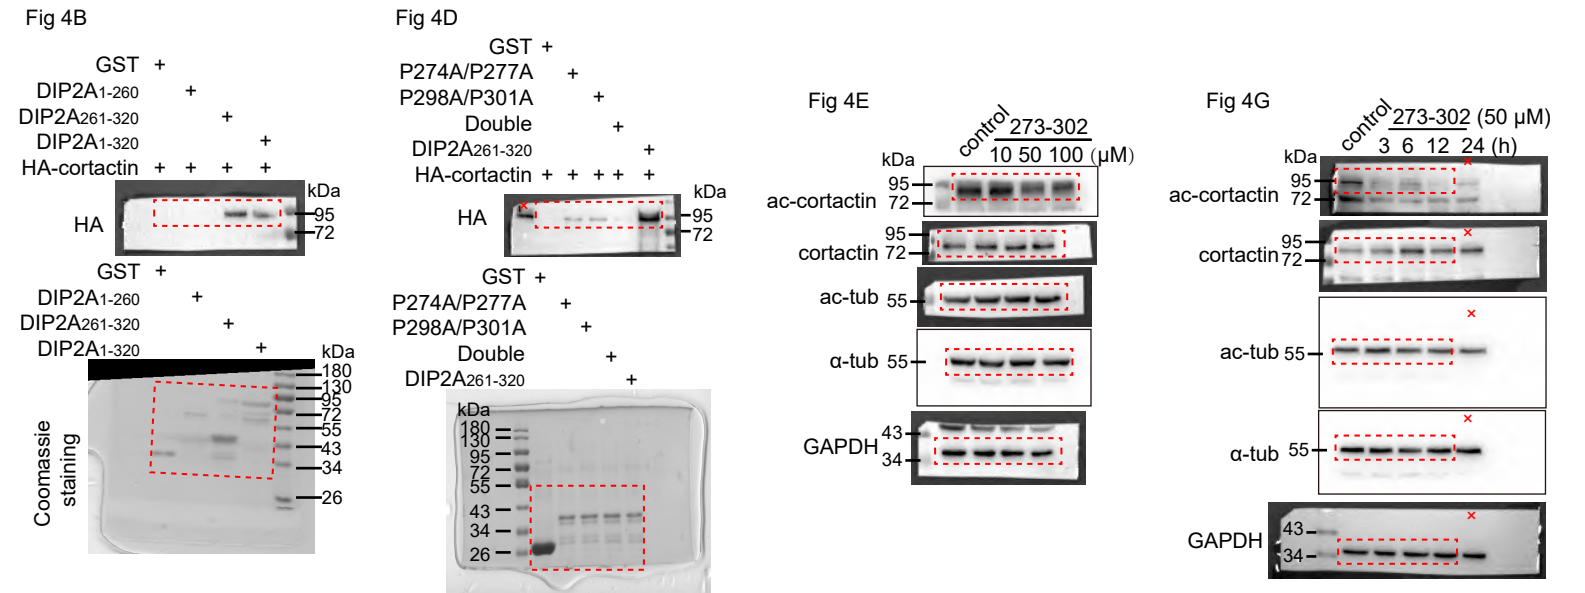 Fig 4B
GST +
DIP2A1-260 +
DIP2A261-320 +
DIP2A1-320 +
HA-cortactin + + + +
kDa
HA
95
72
GST +
DIP2A1-260 +
DIP2A261-320 +
DIP2A1-320 +
kDa
180
130
95
72
55
43
34
26
Coomassie
staining
Fig 4D
GST +
P274A/P277A +
P298A/P301A +
Double +
DIP2A261-320 +
HA-cortactin + + + + +
kDa
×
HA
95
72
GST +
P274A/P277A +
P298A/P301A +
Double +
DIP2A261-320 +
kDa
180
130
95
72
55
43
34
26
Fig 4E
control
273-302
10 50 100 (μM)
kDa
95
ac-cortactin
72
95
cortactin
72
ac-tub 55
α-tub 55
43
GAPDH
34
Fig 4G
control
273-302 (50 μM)
3 6 12 24 (h)
kDa
×
95
ac-cortactin
72
×
95
cortactin
72
×
ac-tub 55
×
α-tub 55
×
43
GAPDH
34